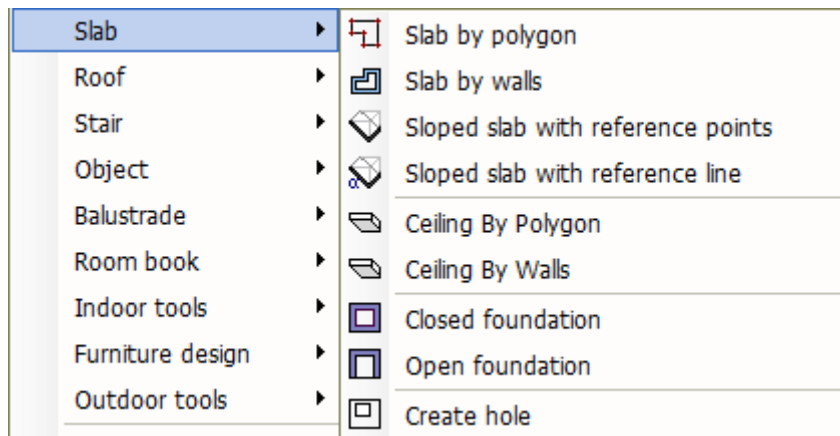 Slab
Roof
Stair
Object
Balustrade
Room book
Indoor tools
Furniture design
Outdoor tools
Slab by polygon
Slab by walls
Sloped slab with reference points
α
Sloped slab with reference line
Ceiling By Polygon
Ceiling By Walls
Closed foundation
Open foundation
Create hole